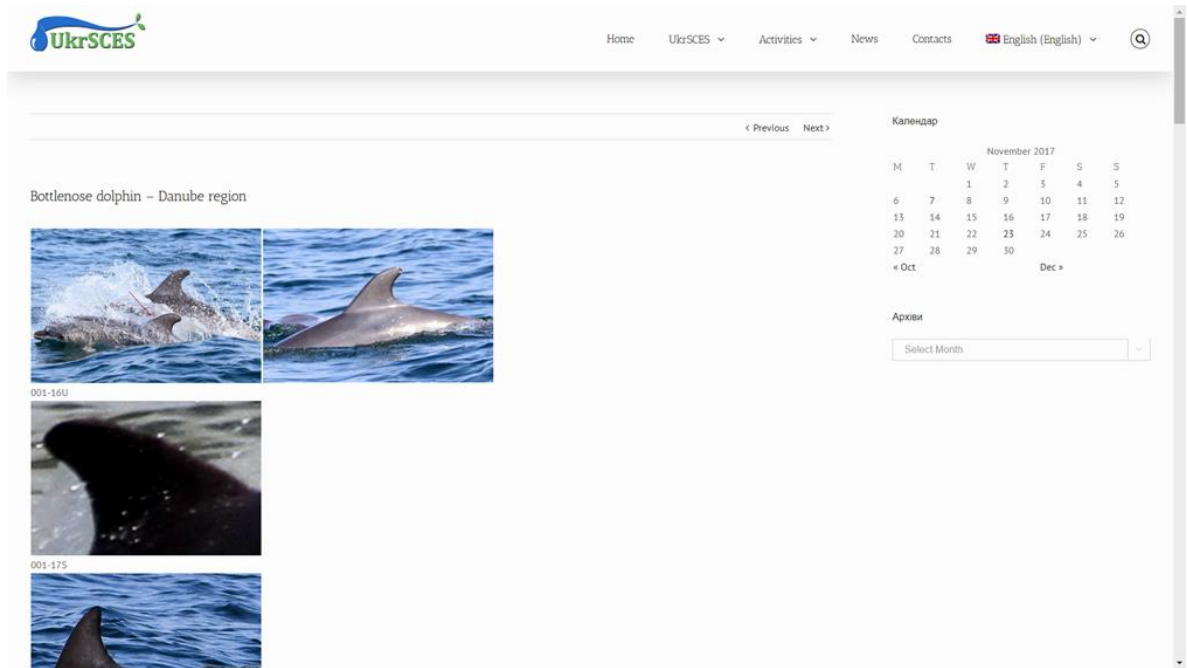 UkrSCES
Home UkrSCES Activities News Contacts English (English)
‹ Previous Next ›
Bottlenose dolphin – Danube region
001-16U
001-17S
Календар
November 2017
M T W T F S S
1 2 3 4 5
6 7 8 9 10 11 12
13 14 15 16 17 18 19
20 21 22 23 24 25 26
27 28 29 30
« Oct Dec »
Архіви
Select Month